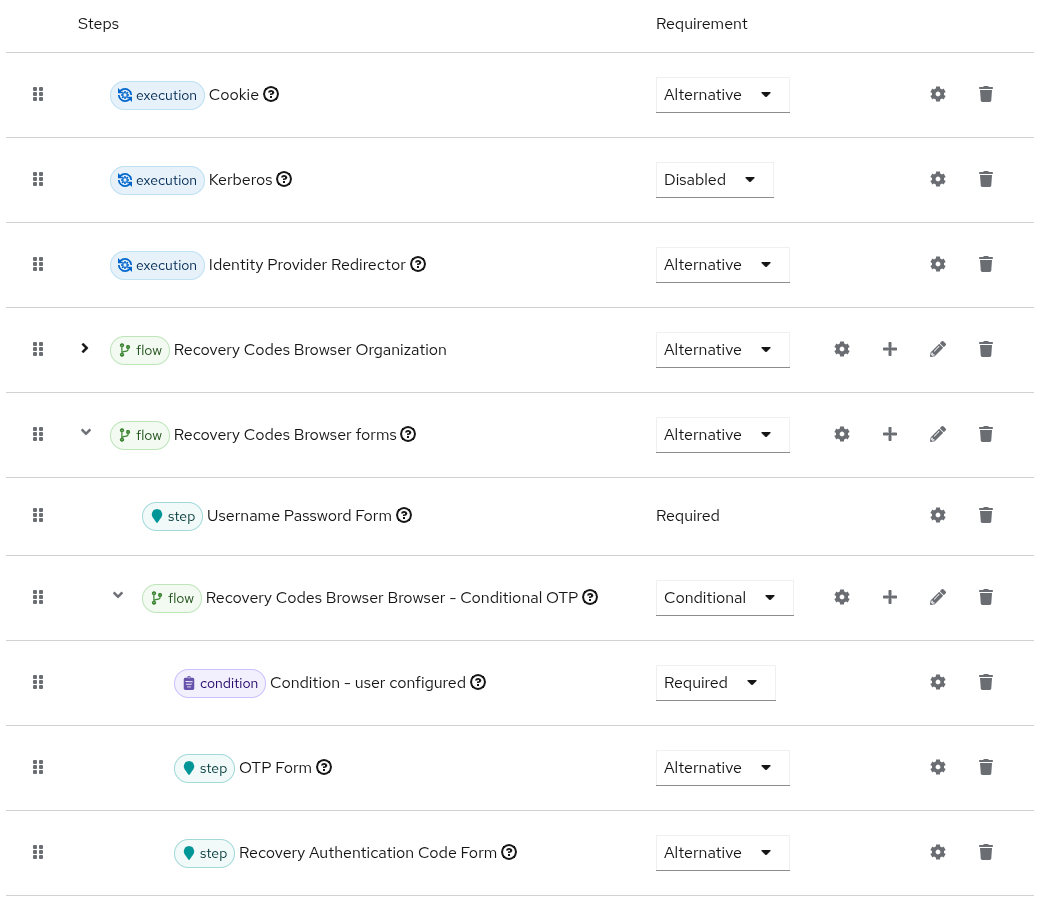 Steps Requirement
execution Cookie Alternative
execution Kerberos Disabled
execution Identity Provider Redirector Alternative
flow Recovery Codes Browser Organization Alternative
flow Recovery Codes Browser forms Alternative
step Username Password Form Required
flow Recovery Codes Browser Browser - Conditional OTP Conditional
condition Condition - user configured Required
step OTP Form Alternative
step Recovery Authentication Code Form Alternative